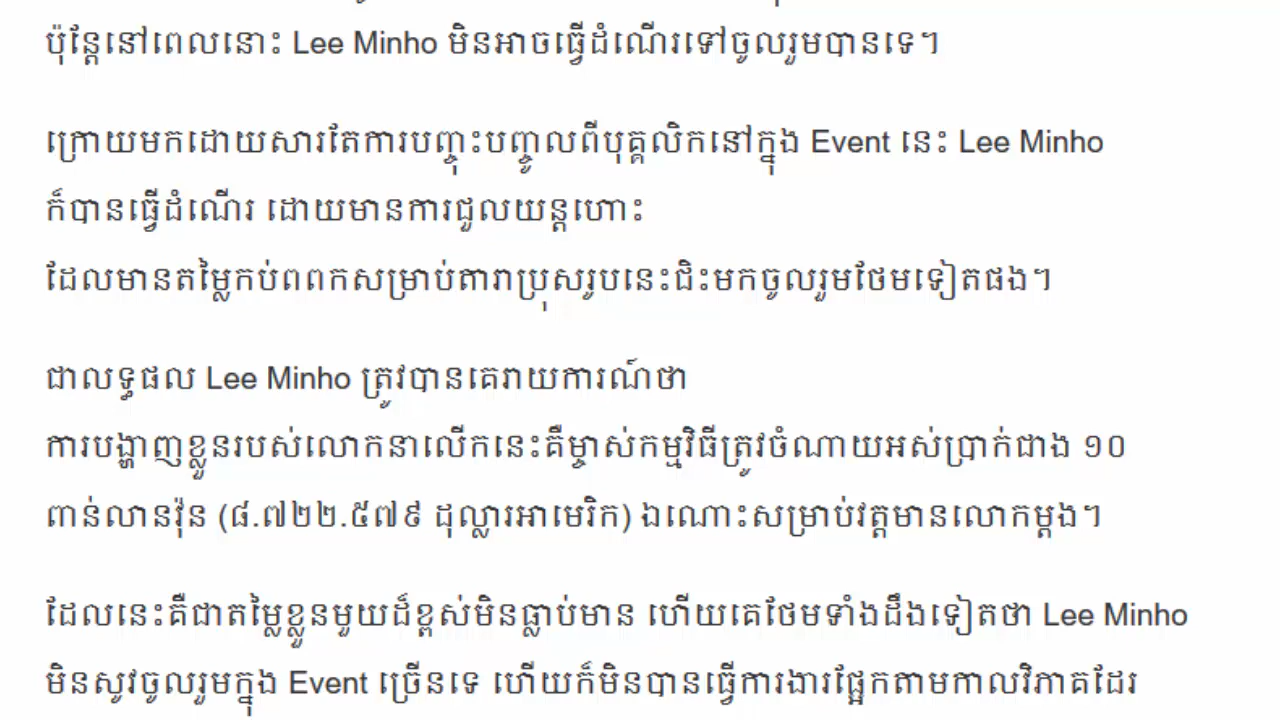 ប៉ុន្តែនៅពេលនោះ Lee Minho មិនអាចធ្វើដំណើរទៅចូលរួមបានទេ។
ក្រោយមកដោយសារតែការបញ្ចុះបញ្ចូលពីបុគ្គលិកនៅក្នុង Event នេះ Lee Minho
ក៏បានធ្វើដំណើរ ដោយមានការជួលយន្តហោះ
ដែលមានតម្លៃកប់ពពកសម្រាប់តារាប្រុសរូបនេះជិះមកចូលរួមថែមទៀតផង។
ជាលទ្ធផល Lee Minho ត្រូវបានគេរាយការណ៍ថា
ការបង្ហាញខ្លួនរបស់លោកនាលើកនេះគឺម្ចាស់កម្មវិធីត្រូវចំណាយអស់ប្រាក់ជាង ១០
ពាន់លានវ៉ុន (៨.៧២២.៥៧៩ ដុល្លារអាមេរិក) ឯណោះសម្រាប់វត្តមានលោកម្តង។
ដែលនេះគឺជាតម្លៃខ្លួនមួយដ៏ខ្ពស់មិនធ្លាប់មាន ហើយគេថែមទាំងដឹងទៀតថា Lee Minho
មិនសូវចូលរួមក្នុង Event ច្រើនទេ ហើយក៏មិនបានធ្វើការងារផ្អែកតាមកាលវិភាគដែរ